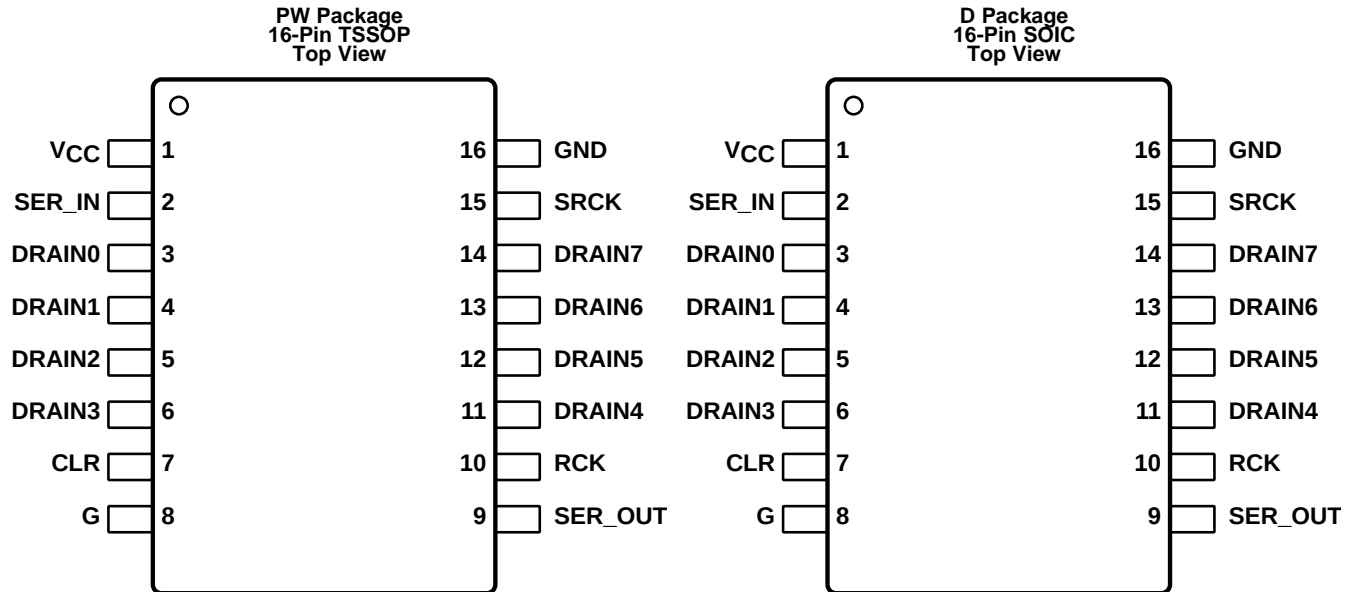 PW Package
16-Pin TSSOP
Top View
VCC 1 16 GND
SER_IN 2 15 SRCK
DRAIN0 3 14 DRAIN7
DRAIN1 4 13 DRAIN6
DRAIN2 5 12 DRAIN5
DRAIN3 6 11 DRAIN4
CLR 7 10 RCK
G 8 9 SER_OUT
D Package
16-Pin SOIC
Top View
VCC 1 16 GND
SER_IN 2 15 SRCK
DRAIN0 3 14 DRAIN7
DRAIN1 4 13 DRAIN6
DRAIN2 5 12 DRAIN5
DRAIN3 6 11 DRAIN4
CLR 7 10 RCK
G 8 9 SER_OUT